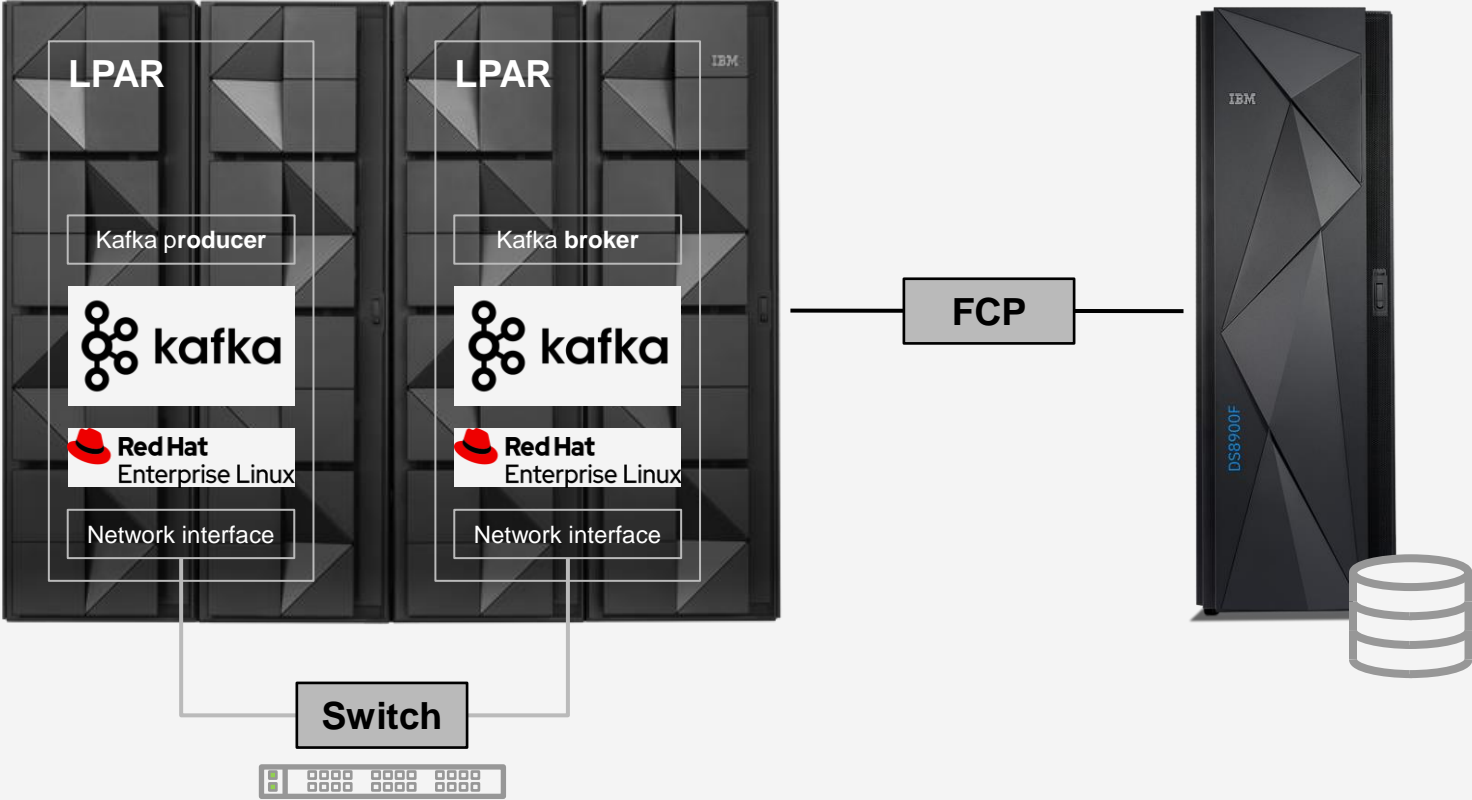 LPAR
LPAR
IBM
Kafka producer
Kafka broker
kafka
kafka
Red Hat
Enterprise Linux
Red Hat
Enterprise Linux
Network interface
Network interface
Switch
FCP
IBM
DS8900F